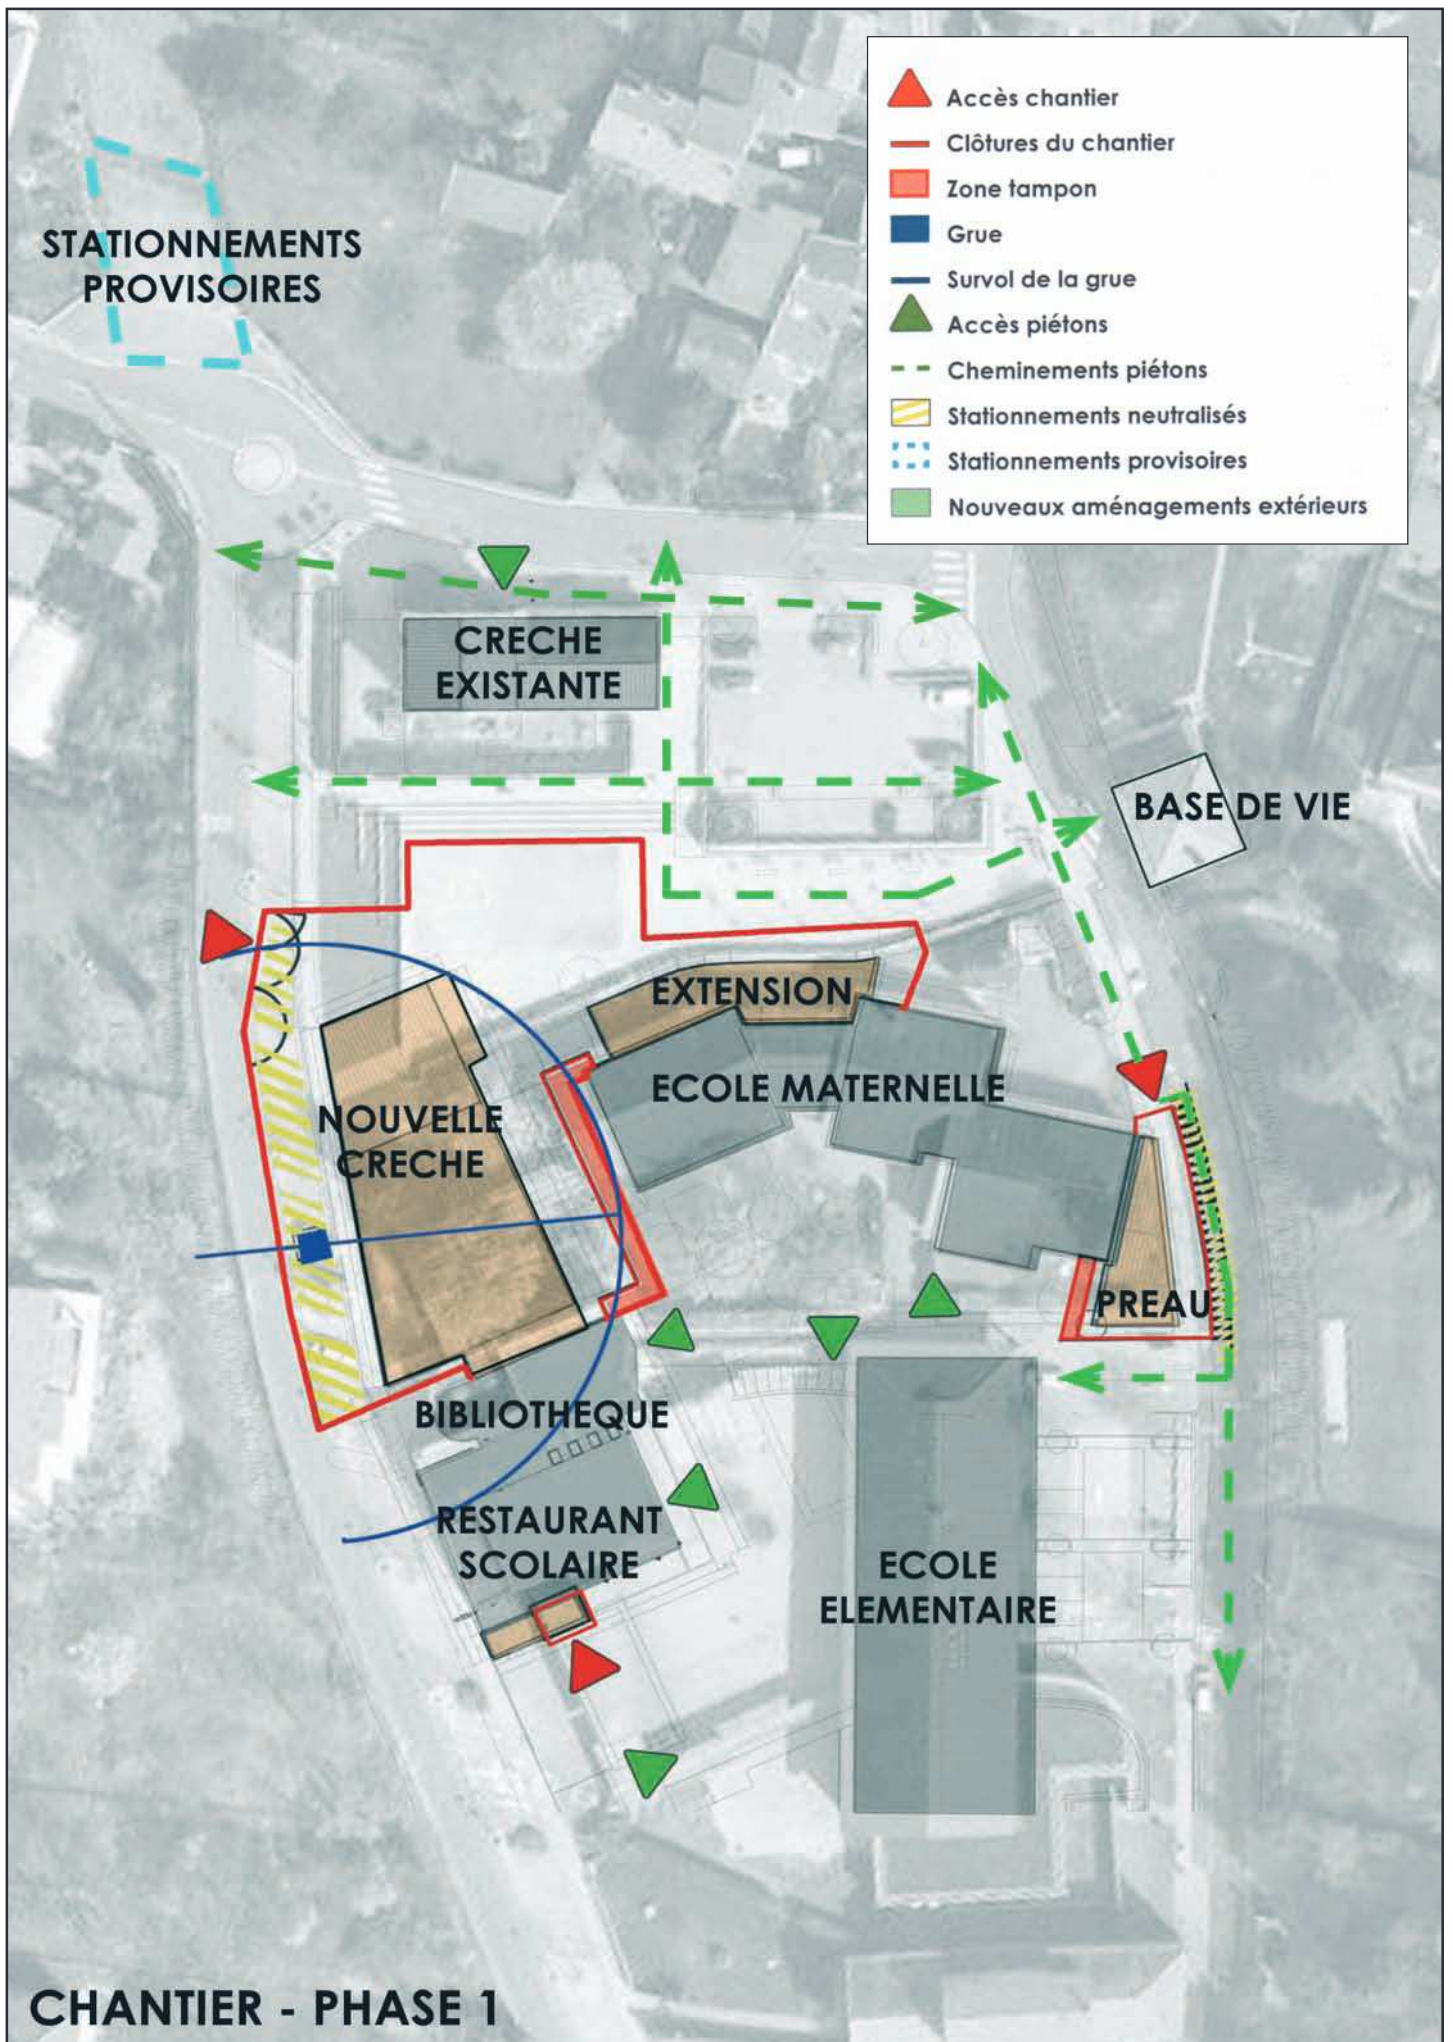 Accès chantier
Clôtures du chantier
Zone tampon
Grue
Survol de la grue
Accès piétons
Cheminements piétons
Stationnements neutralisés
Stationnements provisoires
Nouveaux aménagements extérieurs
STATIONNEMENTS
PROVISOIRES
CRECHE
EXISTANTE
BASE DE VIE
EXTENSION
ECOLE MATERNELLE
NOUVELLE
CRECHE
PREAU
BIBLIOTHEQUE
RESTAURANT
SCOLAIRE
ECOLE
ELEMENTAIRE
CHANTIER - PHASE 1